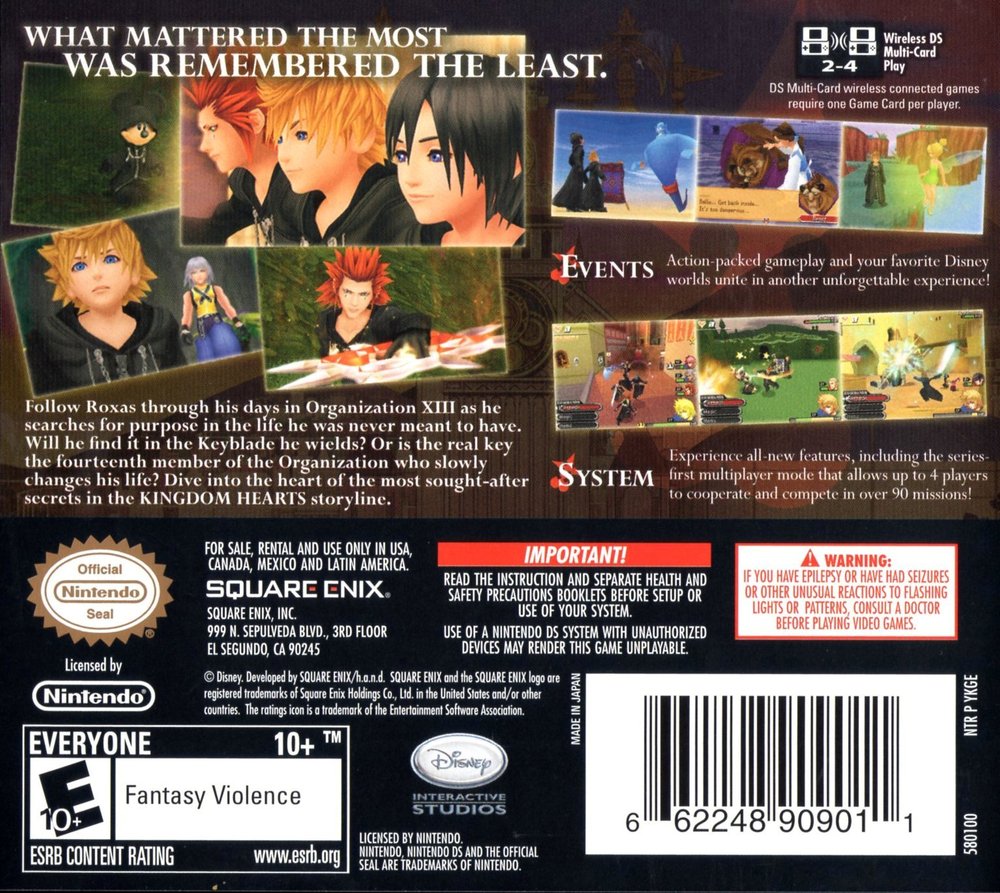 WHAT MATTERED THE MOST
WAS REMEMBERED THE LEAST.
2-4
Wireless DS
Multi-Card
Play
DS Multi-Card wireless connected games
require one Game Card per player.
Hello... Get back inside...
It's too dangerous...
EVENTS
Action-packed gameplay and your favorite Disney
worlds unite in another unforgettable experience!
Follow Roxas through his days in Organization XIII as he
searches for purpose in the life he was never meant to have.
Will he find it in the Keyblade he wields? Or is the real key
the fourteenth member of the Organization who slowly
changes his life? Dive into the heart of the most sought-after
secrets in the KINGDOM HEARTS storyline.
SYSTEM
Experience all-new features, including the series-
first multiplayer mode that allows up to 4 players
to cooperate and compete in over 90 missions!
Official
Nintendo
Seal
®
Licensed by
Nintendo®
FOR SALE, RENTAL AND USE ONLY IN USA,
CANADA, MEXICO AND LATIN AMERICA.
SQUARE ENIX®
SQUARE ENIX, INC.
999 N. SEPULVEDA BLVD., 3RD FLOOR
EL SEGUNDO, CA 90245
IMPORTANT!
READ THE INSTRUCTION AND SEPARATE HEALTH AND
SAFETY PRECAUTIONS BOOKLETS BEFORE SETUP OR
USE OF YOUR SYSTEM.
USE OF A NINTENDO DS SYSTEM WITH UNAUTHORIZED
DEVICES MAY RENDER THIS GAME UNPLAYABLE.
WARNING:
IF YOU HAVE EPILEPSY OR HAVE HAD SEIZURES
OR OTHER UNUSUAL REACTIONS TO FLASHING
LIGHTS OR PATTERNS, CONSULT A DOCTOR
BEFORE PLAYING VIDEO GAMES.
© Disney. Developed by SQUARE ENIX/h.a.n.d. SQUARE ENIX and the SQUARE ENIX logo are
registered trademarks of Square Enix Holdings Co., Ltd. in the United States and/or other
countries. The ratings icon is a trademark of the Entertainment Software Association.
EVERYONE 10+ ™
E
10+
Fantasy Violence
ESRB CONTENT RATING www.esrb.org
Disney
INTERACTIVE
STUDIOS
LICENSED BY NINTENDO.
NINTENDO, NINTENDO DS AND THE OFFICIAL
SEAL ARE TRADEMARKS OF NINTENDO.
MADE IN JAPAN
6 62248 90901 1
NTR P YKGE
580100